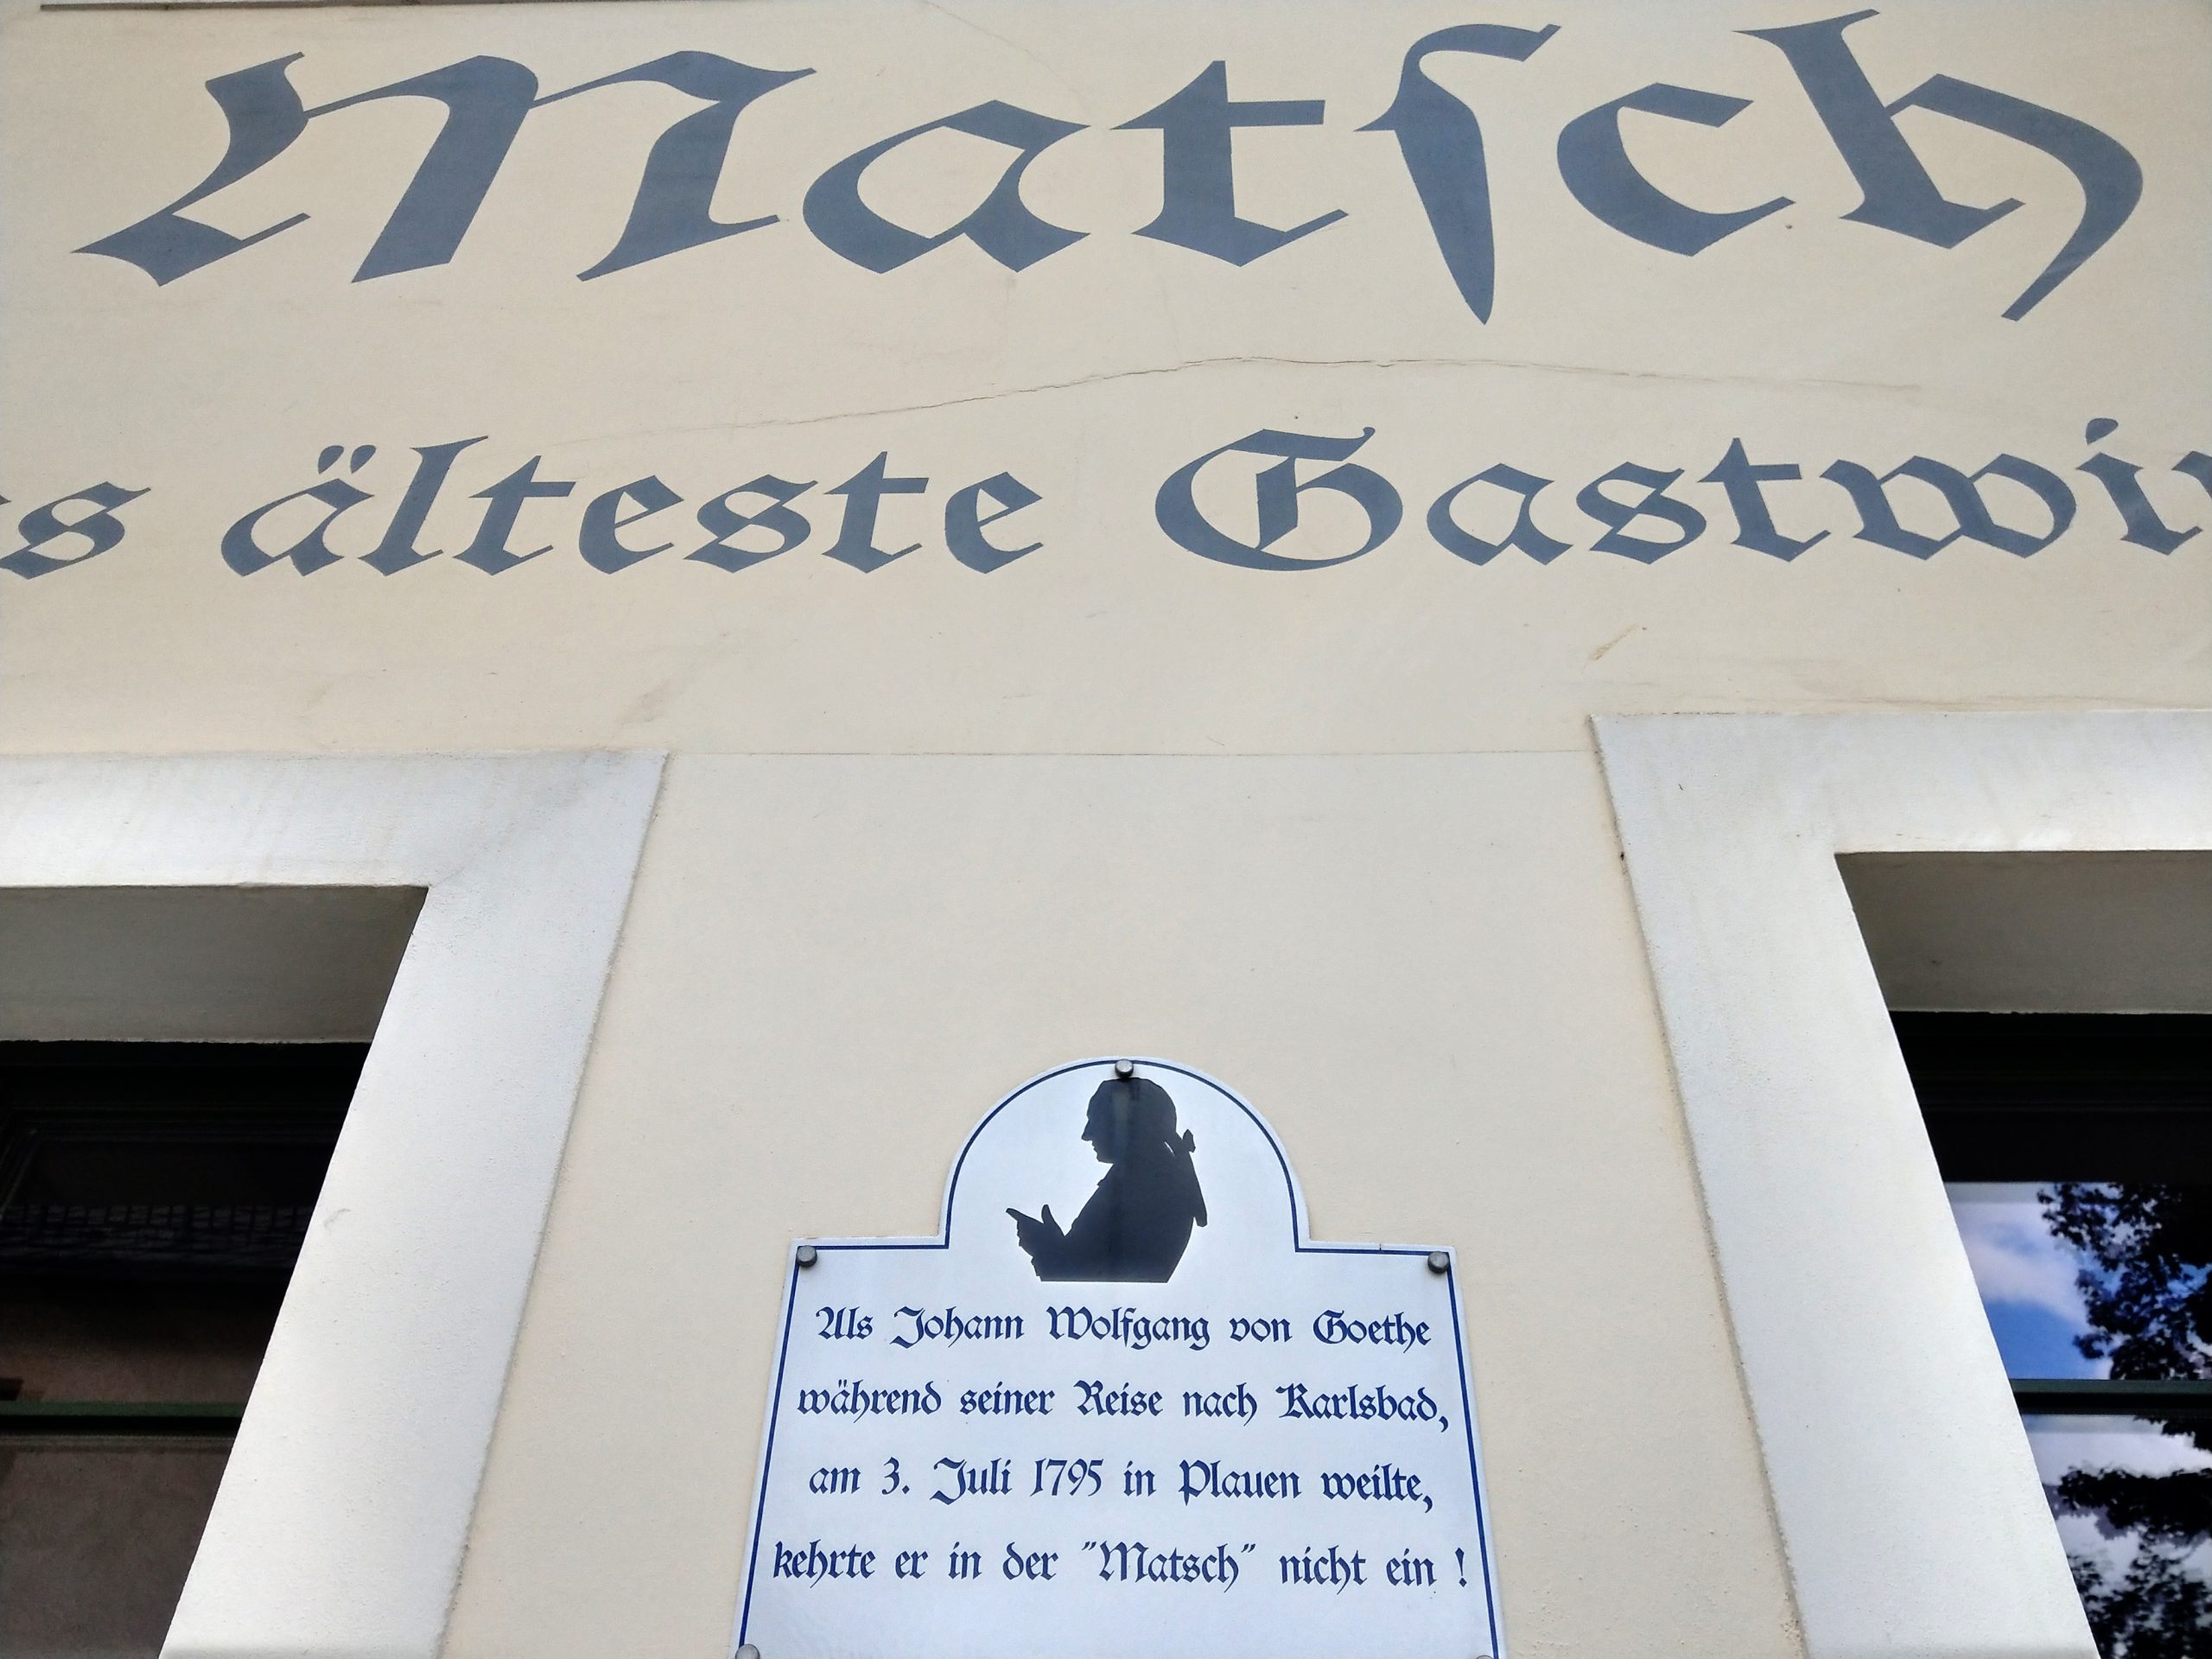 Matſch
älteste
Als Johann Wolfgang von Goethe
während seiner Reise nach Karlsbad,
am 3. Juli 1795 in Plauen weilte,
kehrte er in der "Matsch" nicht ein !